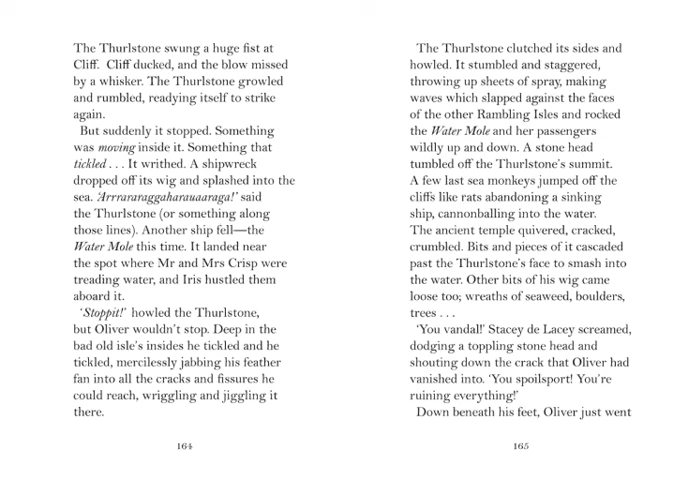 The Thurlstone swung a huge fist at
Cliff.  Cliff ducked, and the blow missed
by a whisker. The Thurlstone growled
and rumbled, readying itself to strike
again.
But suddenly it stopped. Something
was moving inside it. Something that
tickled . . . It writhed. A shipwreck
dropped off its wig and splashed into the
sea. ‘Arrrararaggaharauaaraga!’ said
the Thurlstone (or something along
those lines). Another ship fell—the
Water Mole this time. It landed near
the spot where Mr and Mrs Crisp were
treading water, and Iris hustled them
aboard it.
‘Stoppit!’ howled the Thurlstone,
but Oliver wouldn’t stop. Deep in the
bad old isle’s insides he tickled and he
tickled, mercilessly jabbing his feather
fan into all the cracks and fissures he
could reach, wriggling and jiggling it
there.
164
The Thurlstone clutched its sides and
howled. It stumbled and staggered,
throwing up sheets of spray, making
waves which slapped against the faces
of the other Rambling Isles and rocked
the Water Mole and her passengers
wildly up and down. A stone head
tumbled off the Thurlstone’s summit.
A few last sea monkeys jumped off the
cliffs like rats abandoning a sinking
ship, cannonballing into the water.
The ancient temple quivered, cracked,
crumbled. Bits and pieces of it cascaded
past the Thurlstone’s face to smash into
the water. Other bits of his wig came
loose too; wreaths of seaweed, boulders,
trees . . .
‘You vandal!’ Stacey de Lacey screamed,
dodging a toppling stone head and
shouting down the crack that Oliver had
vanished into. ‘You spoilsport! You’re
ruining everything!’
Down beneath his feet, Oliver just went
165